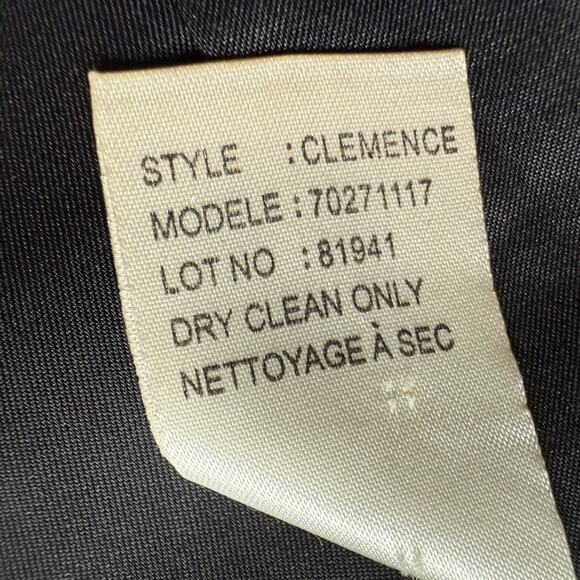 STYLE : CLEMENCE
MODELE : 70271117
LOT NO : 81941
DRY CLEAN ONLY
NETTOYAGE À SEC